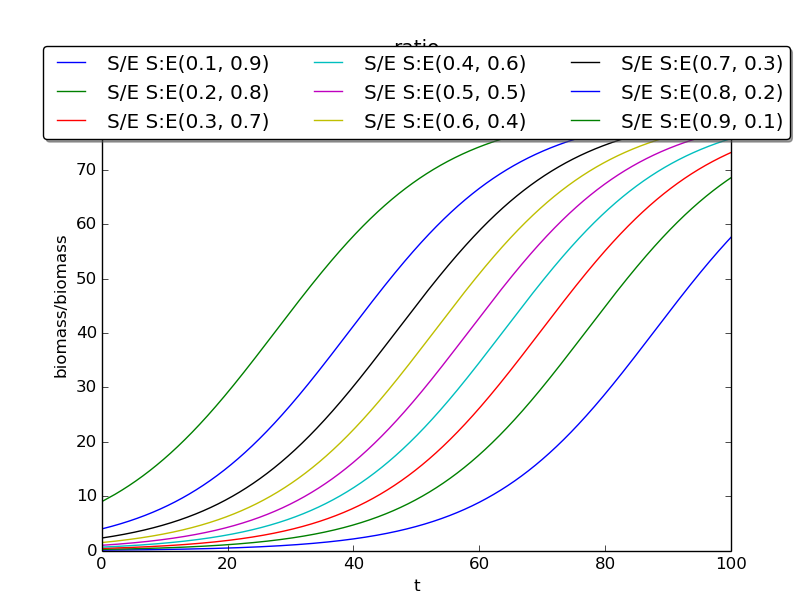 ratio
S/E S:E(0.1, 0.9) S/E S:E(0.4, 0.6) S/E S:E(0.7, 0.3)
S/E S:E(0.2, 0.8) S/E S:E(0.5, 0.5) S/E S:E(0.8, 0.2)
S/E S:E(0.3, 0.7) S/E S:E(0.6, 0.4) S/E S:E(0.9, 0.1)
70
60
50
40
30
20
10
0
biomass/biomass
0 20 40 60 80 100
t